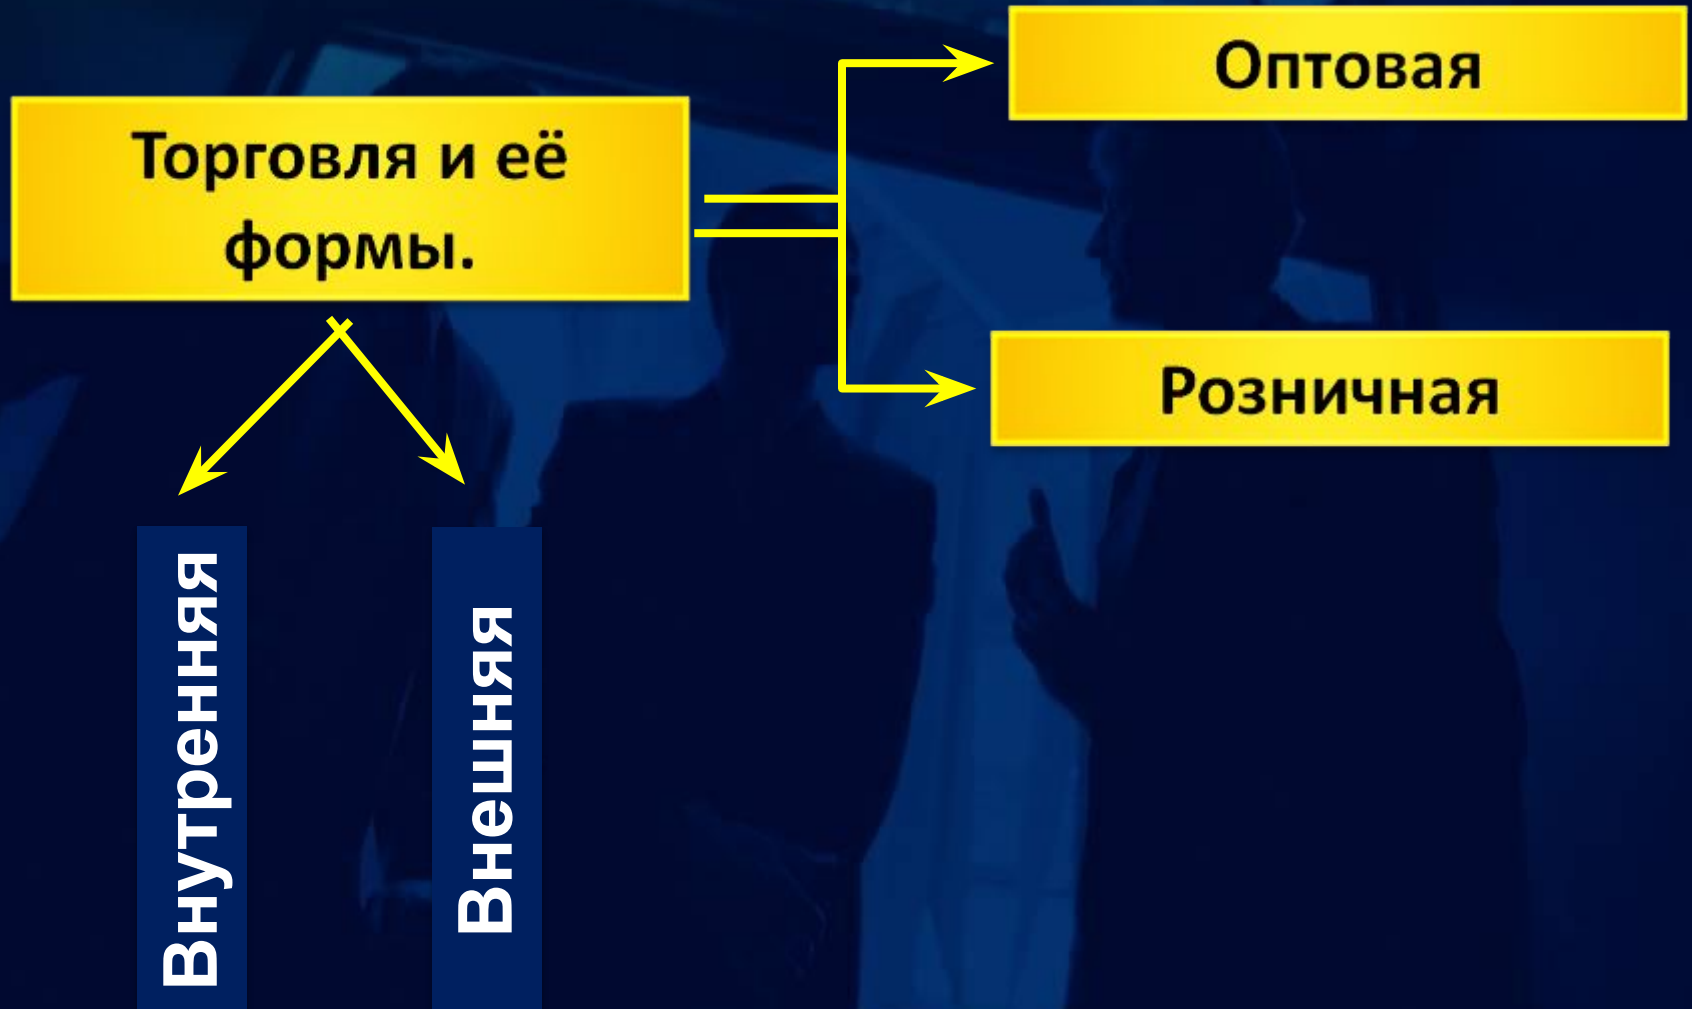 Оптовая
Торговля и её
формы.
Розничная
Внутренняя
Внешняя